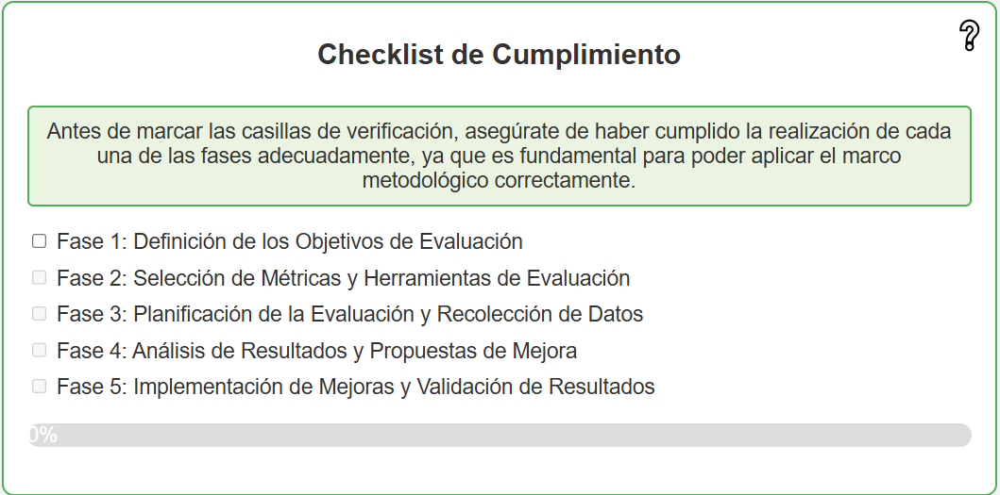 Checklist de Cumplimiento
Antes de marcar las casillas de verificación, asegúrate de haber cumplido la realización de cada
una de las fases adecuadamente, ya que es fundamental para poder aplicar el marco
metodológico correctamente.
Fase 1: Definición de los Objetivos de Evaluación
Fase 2: Selección de Métricas y Herramientas de Evaluación
Fase 3: Planificación de la Evaluación y Recolección de Datos
Fase 4: Análisis de Resultados y Propuestas de Mejora
Fase 5: Implementación de Mejoras y Validación de Resultados
0%